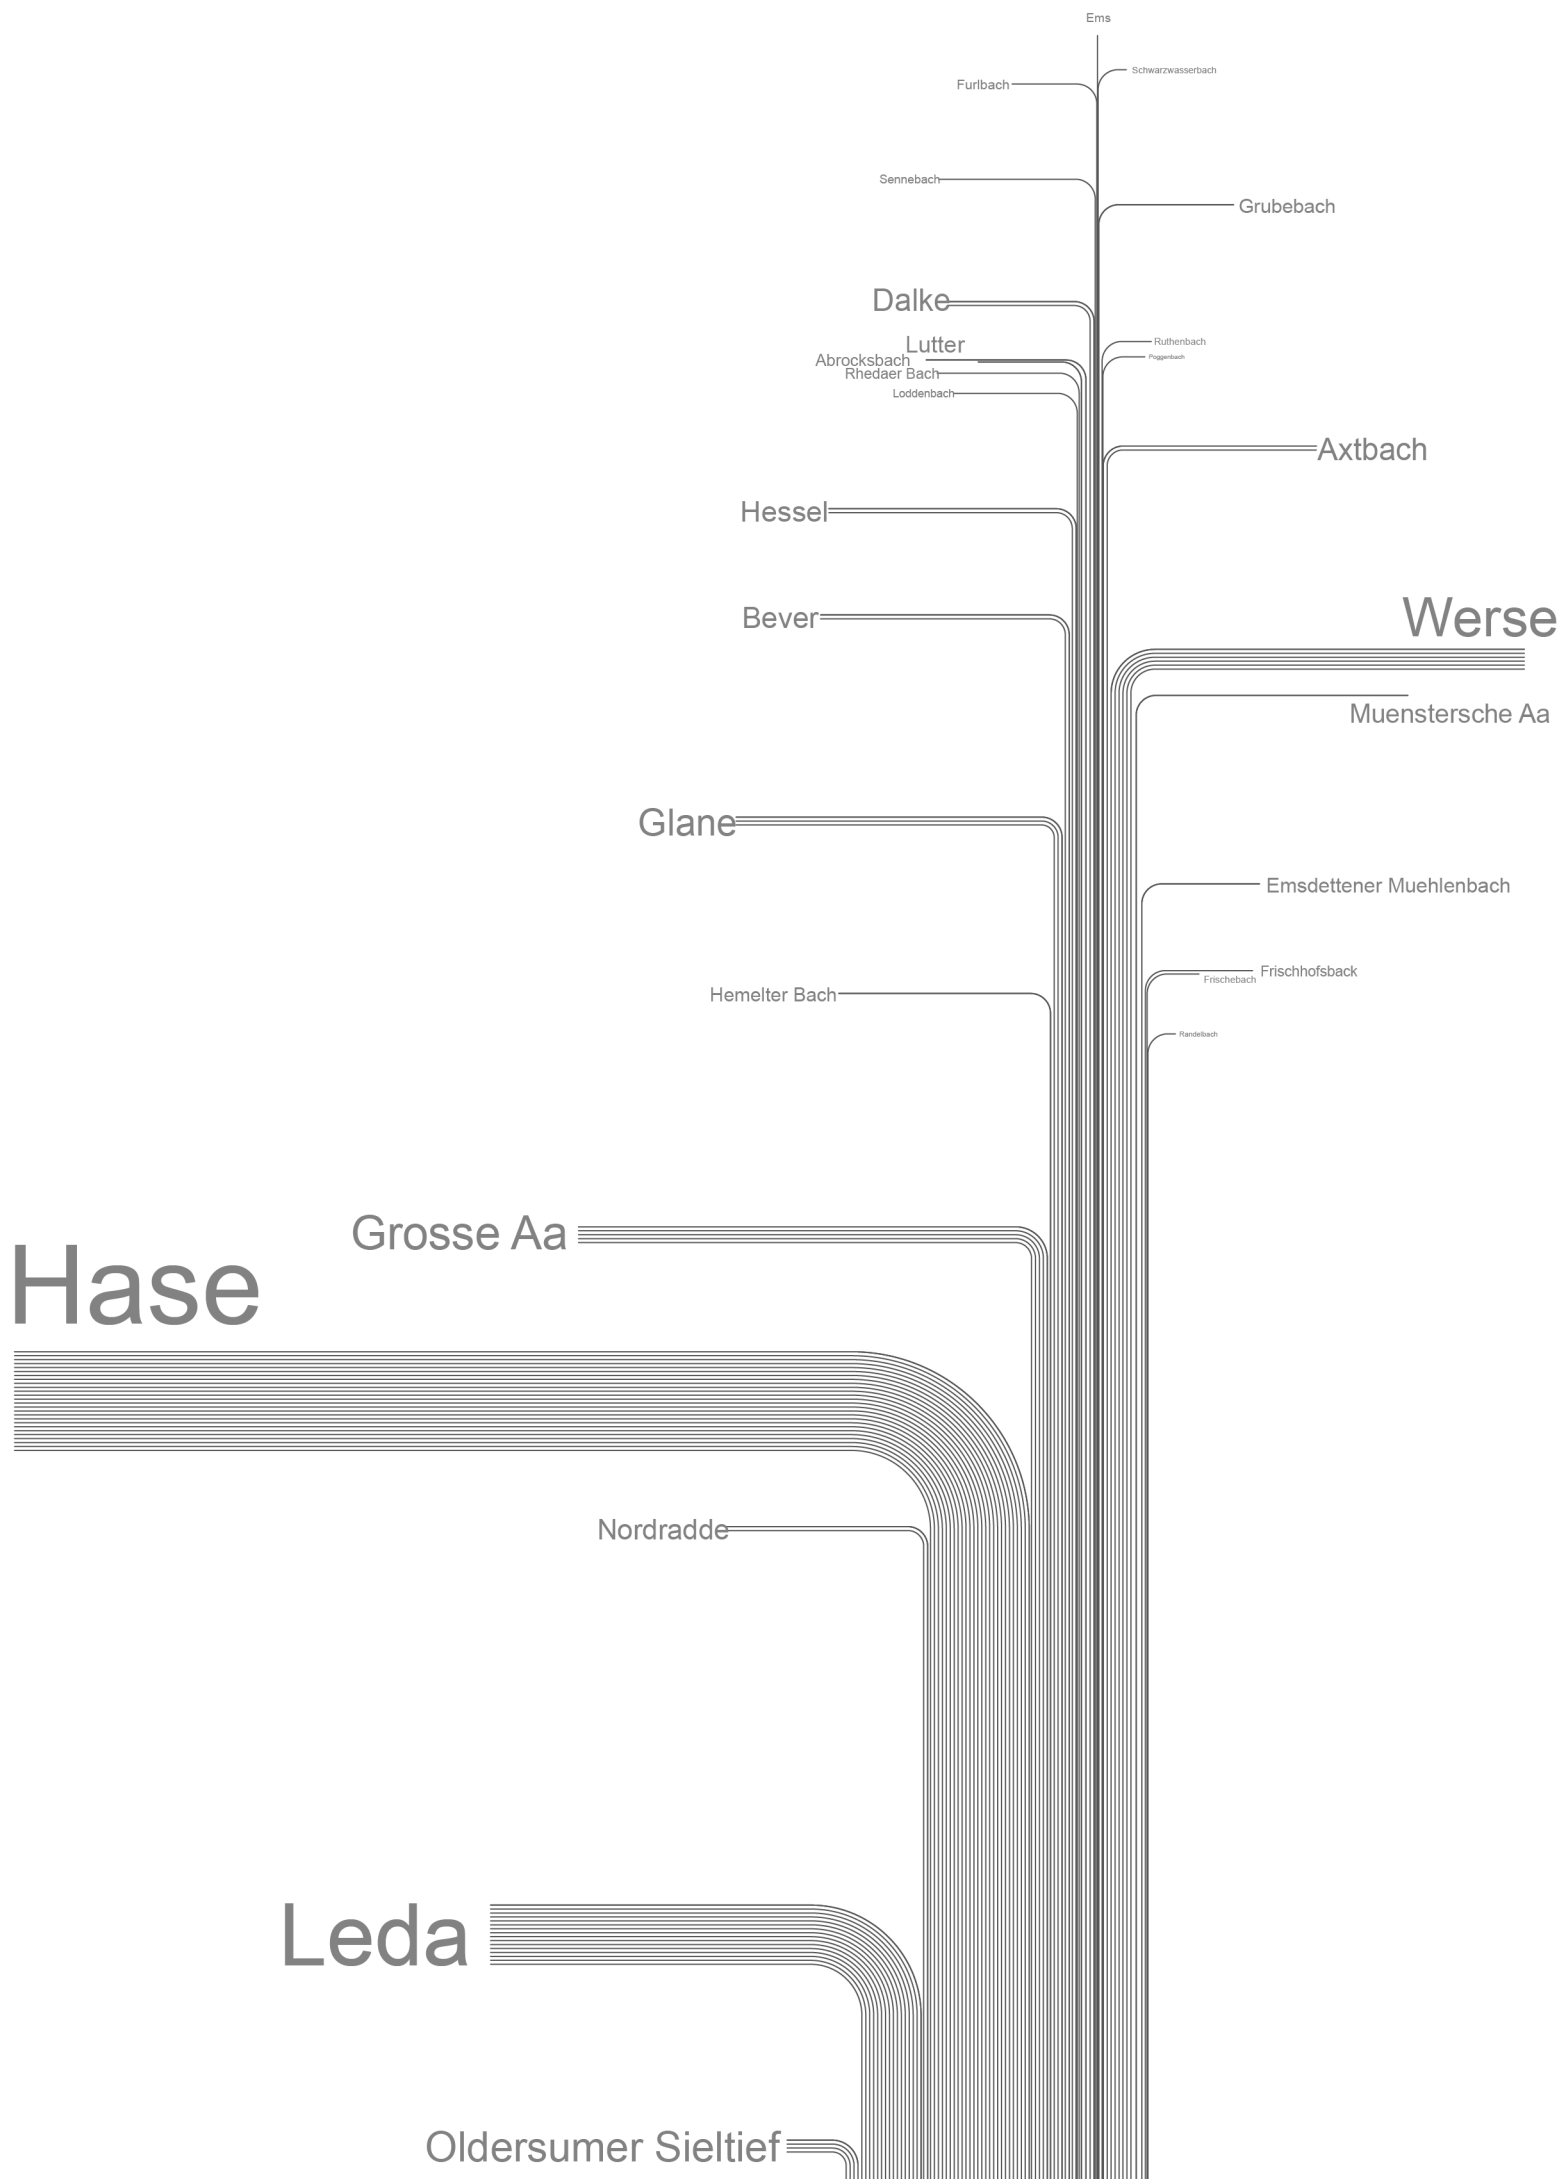 Ems
Schwarzwasserbach
Furlbach
Sennebach
Grubebach
Dalke
Ruthenbach
Lutter
Poggenbach
Abrocksbach
Rhedaer Bach
Loddenbach
Axtbach
Hessel
Bever
Werse
Muenstersche Aa
Glane
Emsdettener Muehlenbach
Frischhofsback
Frischebach
Hemelter Bach
Randelbach
Grosse Aa
Hase
Nordradde
Leda
Oldersumer Sieltief